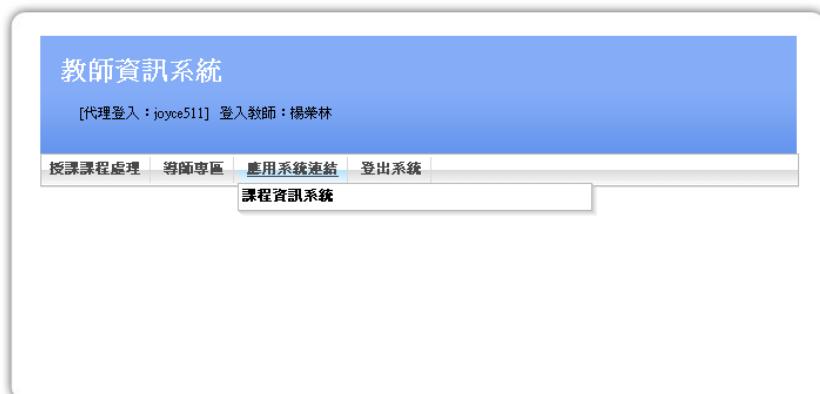 教師資訊系統
[代理登入：joyce511] 登入教師：楊榮林
授課課程處理 導師專區 應用系統連結 登出系統
課程資訊系統